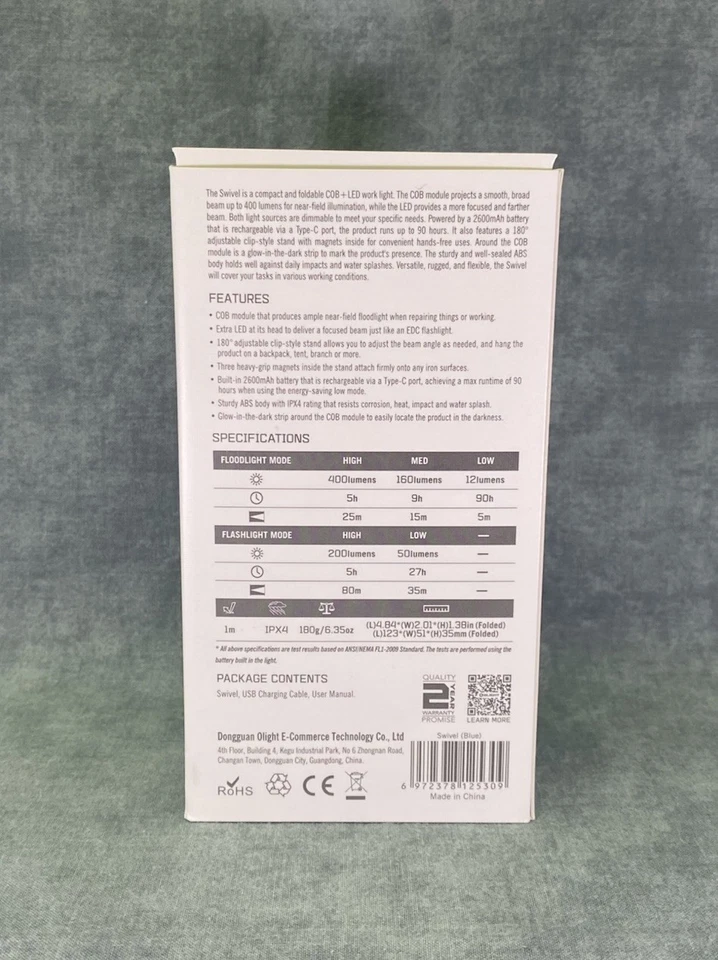 The Swivel is a compact and foldable COB+LED work light. The COB module projects a smooth, broad
beam up to 400 lumens for near-field illumination, while the LED provides a more focused and farther
beam. Both light sources are dimmable to meet your specific needs. Powered by a 2600mAh battery
that is rechargeable via a Type-C port, the product runs up to 90 hours. It also features a 180°
adjustable clip-style stand with magnets inside for convenient hands-free uses. Around the COB
module is a glow-in-the-dark strip to mark the product's presence. The sturdy and well-sealed ABS
body holds well against daily impacts and water splashes. Versatile, rugged, and flexible, the Swivel
will cover your tasks in various working conditions.
FEATURES
• COB module that produces ample near-field floodlight when repairing things or working.
• Extra LED at its head to deliver a focused beam just like an EDC flashlight.
• 180° adjustable clip-style stand allows you to adjust the beam angle as needed, and hang the
product on a backpack, tent, branch or more.
• Three heavy-grip magnets inside the stand attach firmly onto any iron surfaces.
• Built-in 2600mAh battery that is rechargeable via a Type-C port, achieving a max runtime of 90
hours when using the energy-saving low mode.
• Sturdy ABS body with IPX4 rating that resists corrosion, heat, impact and water splash.
• Glow-in-the-dark strip around the COB module to easily locate the product in the darkness.
SPECIFICATIONS
FLOODLIGHT MODE HIGH MED LOW
400lumens 160lumens 12lumens
5h 9h 90h
25m 15m 5m
FLASHLIGHT MODE HIGH LOW —
200lumens 50lumens —
5h 27h —
80m 35m —
1m IPX4 180g/6.35oz (L)4.84*(W)2.01*(H)1.38in (Folded)
(L)123*(W)51*(H)35mm (Folded)
* All above specifications are test results based on ANSI/NEMA FL1-2009 Standard. The tests are performed using the
battery built in the light.
PACKAGE CONTENTS
Swivel, USB Charging Cable, User Manual.
QUALITY
2 YEAR
WARRANTY
PROMISE
LEARN MORE
Dongguan Olight E-Commerce Technology Co., Ltd
4th Floor, Building 4, Kegu Industrial Park, No 6 Zhongnan Road,
Changan Town, Dongguan City, Guangdong, China.
RoHS
CE
Swivel (Blue)
6 972378 125309
Made in China